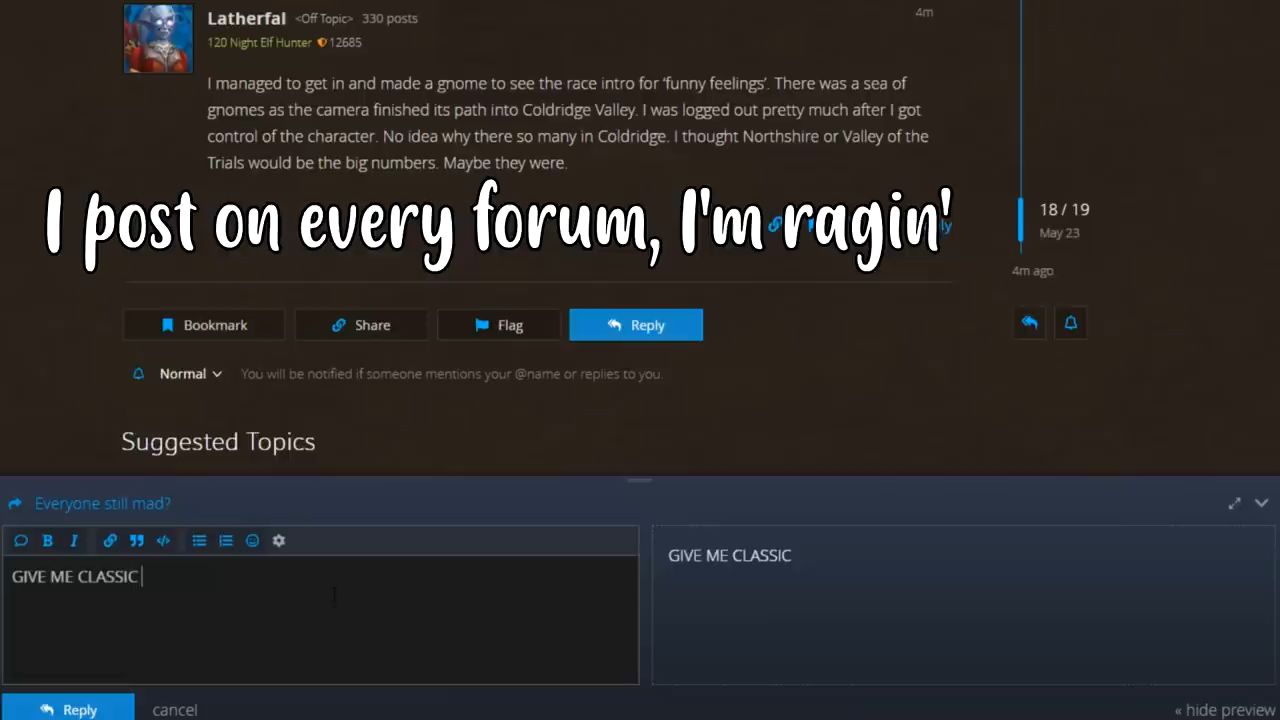 Latherfal <Off Topic> 330 posts
4m
120 Night Elf Hunter 12685
I managed to get in and made a gnome to see the race intro for ‘funny feelings’. There was a sea of
gnomes as the camera finished its path into Coldridge Valley. I was logged out pretty much after I got
control of the character. No idea why there so many in Coldridge. I thought Northshire or Valley of the
Trials would be the big numbers. Maybe they were.
I post on every forum, I'm ragin'
18 / 19
May 23
4m ago
Bookmark
Share
Flag
Reply
Normal
You will be notified if someone mentions your @name or replies to you.
Suggested Topics
Everyone still mad?
GIVE ME CLASSIC
GIVE ME CLASSIC
Reply
cancel
« hide preview